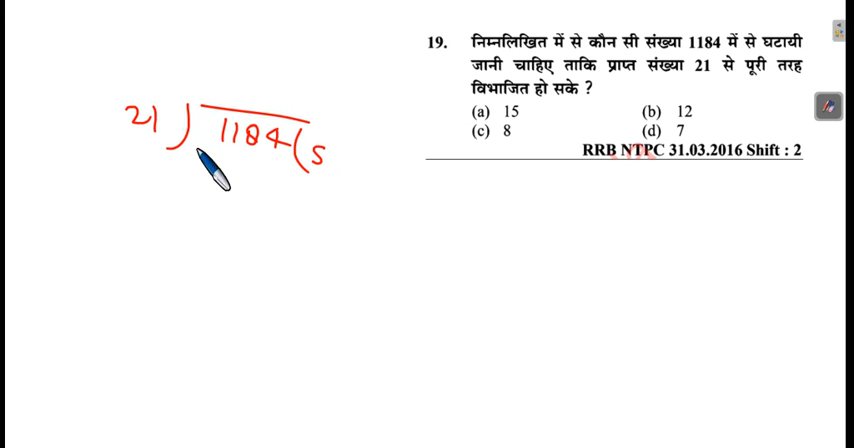 19. निम्नलिखित में से कौन सी संख्या 1184 में से घटायी
जानी चाहिए ताकि प्राप्त संख्या 21 से पूरी तरह
विभाजित हो सके ?
(a) 15 (b) 12
(c) 8 (d) 7
RRB NTPC 31.03.2016 Shift : 2
21 ) 1184 ( 5